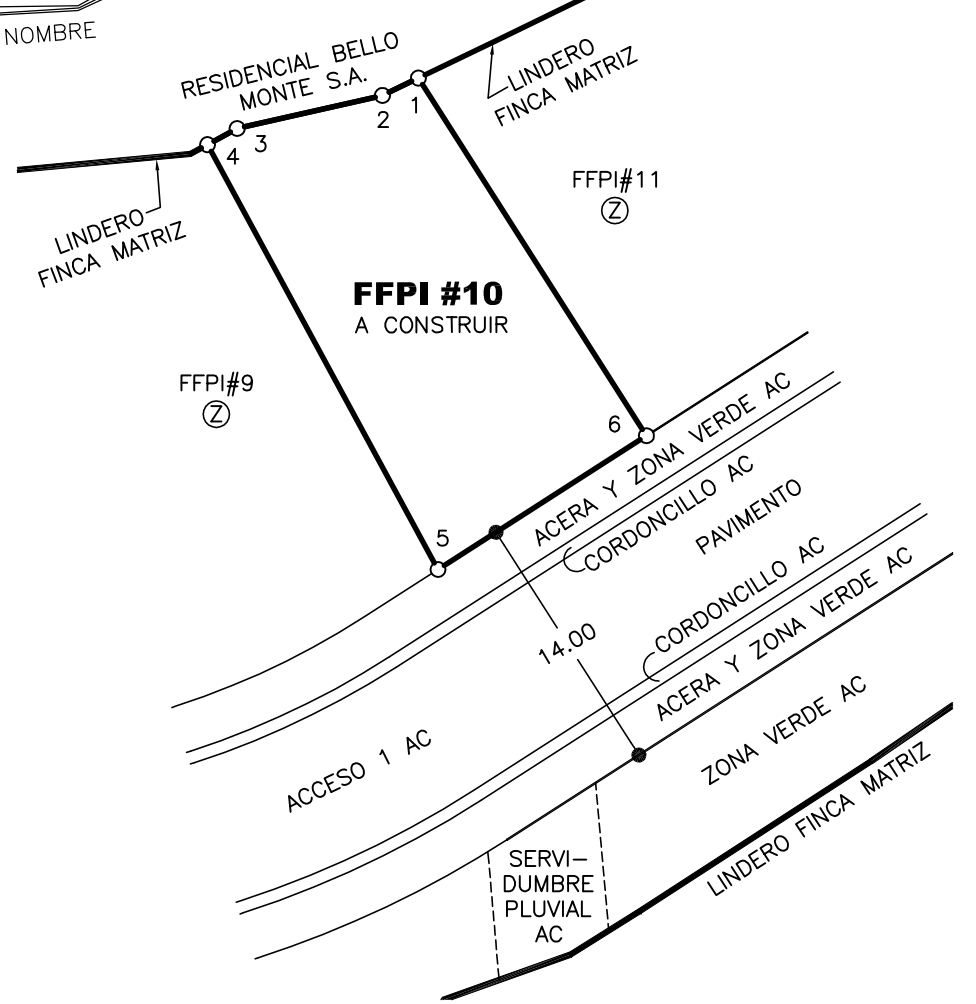 NOMBRE
RESIDENCIAL BELLO
MONTE S.A.
LINDERO
FINCA MATRIZ
1
2
3
4
FFPI#11
Z
LINDERO
FINCA MATRIZ
FFPI #10
A CONSTRUIR
FFPI#9
Z
6
5
ACERA Y ZONA VERDE AC
CORDONCILLO AC
PAVIMENTO
CORDONCILLO AC
ACERA Y ZONA VERDE AC
14.00
ACCESO 1 AC
ZONA VERDE AC
LINDERO FINCA MATRIZ
SERVI-
DUMBRE
PLUVIAL
AC